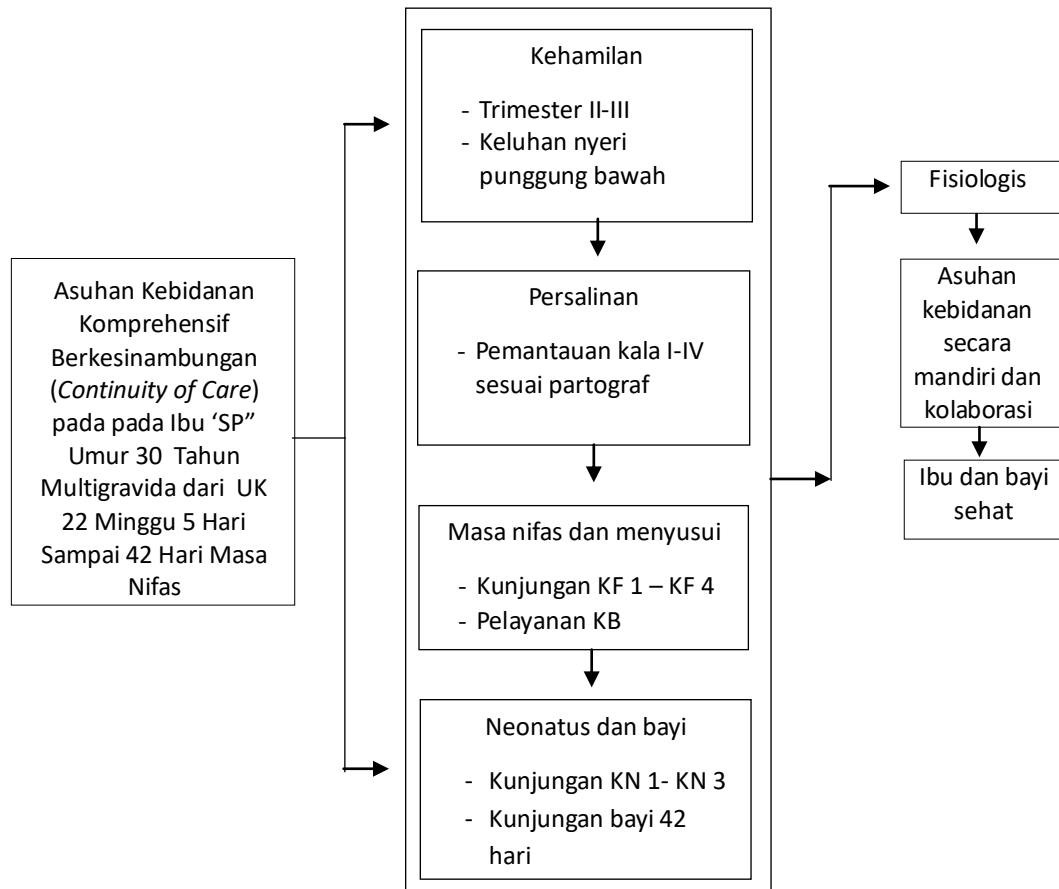 Asuhan Kebidanan
Komprehensif
Berkesinambungan
(Continuity of Care)
pada pada Ibu ‘SP”
Umur 30 Tahun
Multigravida dari UK
22 Minggu 5 Hari
Sampai 42 Hari Masa
Nifas
Kehamilan
- Trimester II-III
- Keluhan nyeri
punggung bawah
Persalinan
- Pemantauan kala I-IV
sesuai partograf
Masa nifas dan menyusui
- Kunjungan KF 1 – KF 4
- Pelayanan KB
Neonatus dan bayi
- Kunjungan KN 1- KN 3
- Kunjungan bayi 42
hari
Fisiologis
Asuhan
kebidanan
secara
mandiri dan
kolaborasi
Ibu dan bayi
sehat